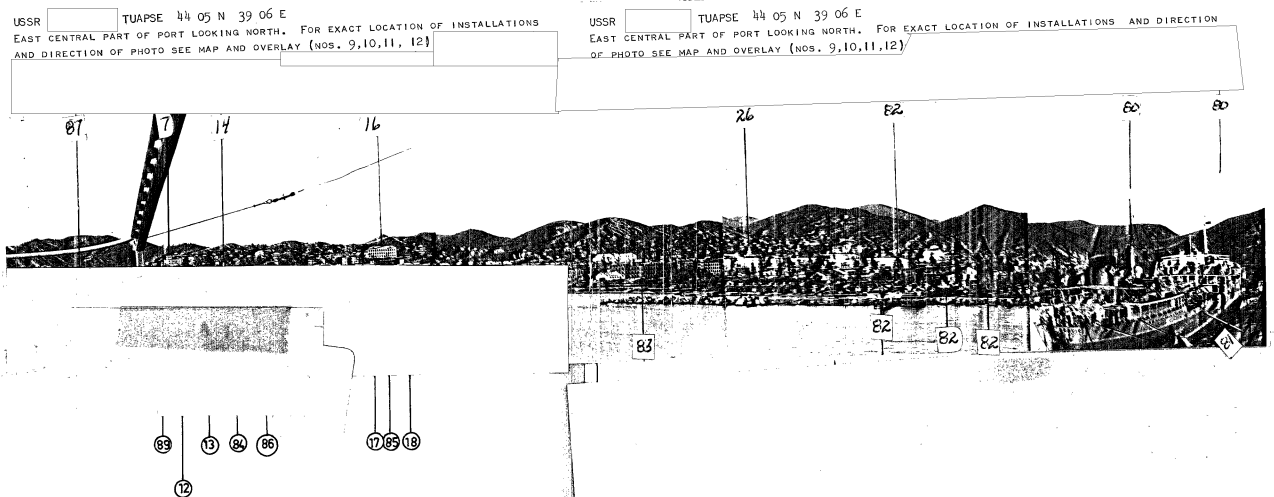 USSR TUAPSE 44 05 N 39 06 E
EAST CENTRAL PART OF PORT LOOKING NORTH. FOR EXACT LOCATION OF INSTALLATIONS
AND DIRECTION OF PHOTO SEE MAP AND OVERLAY (NOS. 9,10,11, 12)
USSR TUAPSE 44 05 N 39 06 E
EAST CENTRAL PART OF PORT LOOKING NORTH. FOR EXACT LOCATION OF INSTALLATIONS AND DIRECTION
OF PHOTO SEE MAP AND OVERLAY (NOS. 9,10,11,12)
87 7 14 16 26 82 80 80
83 82 82 82 81
89 13 84 86 17 85 18
12